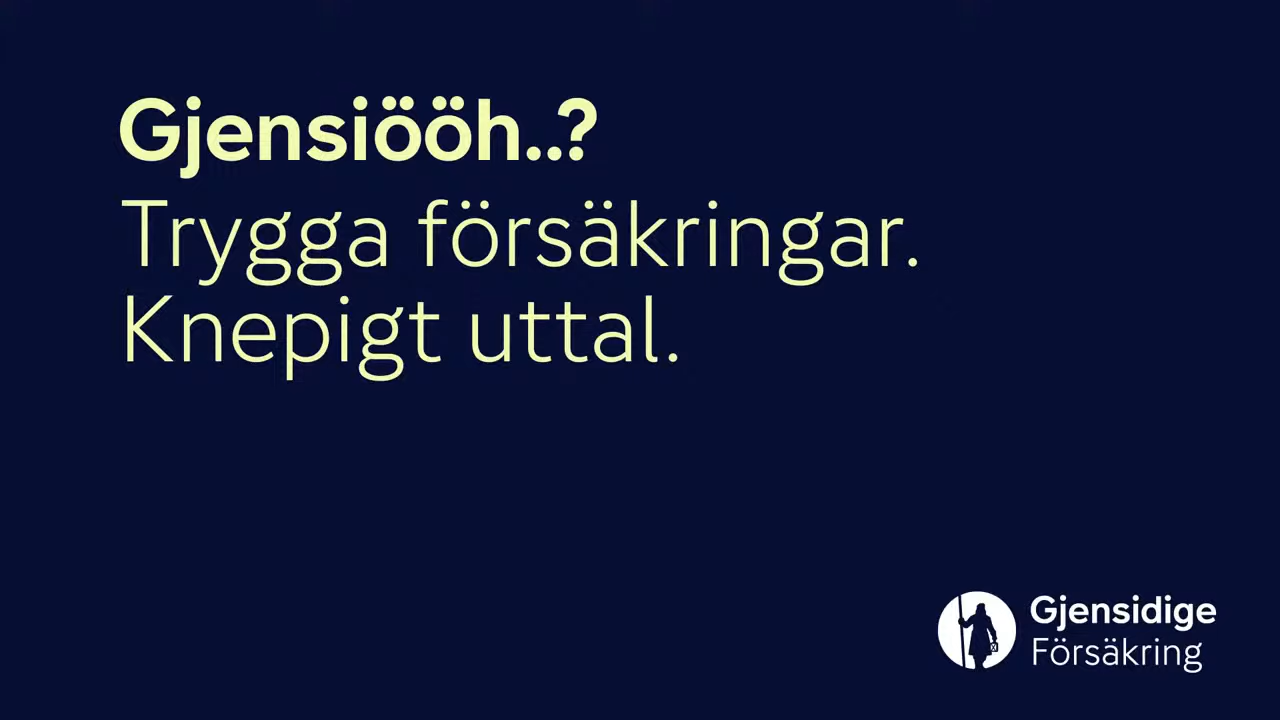 Gjensiööh..?
Trygga försäkringar.
Knepigt uttal.
Gjensidige
Försäkring